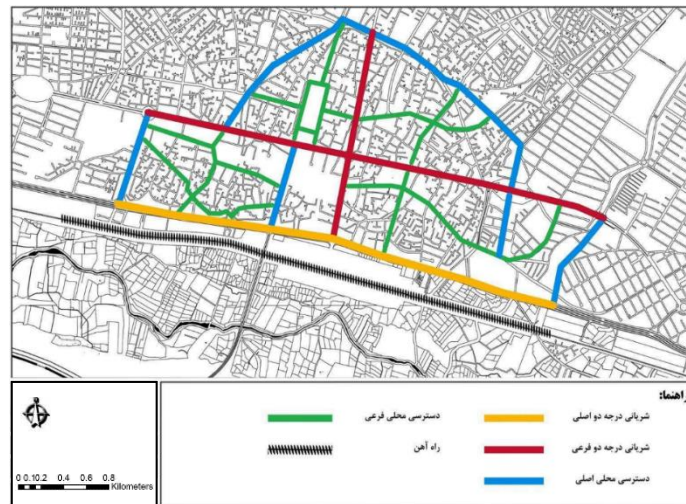 راهنما:
شریانی درجه دو اصلی
دسترسی محلی فرعی
شریانی درجه دو فرعی
راه آهن
دسترسی محلی اصلی
0 0.10.2 0.4 0.6 0.8
Kilometers